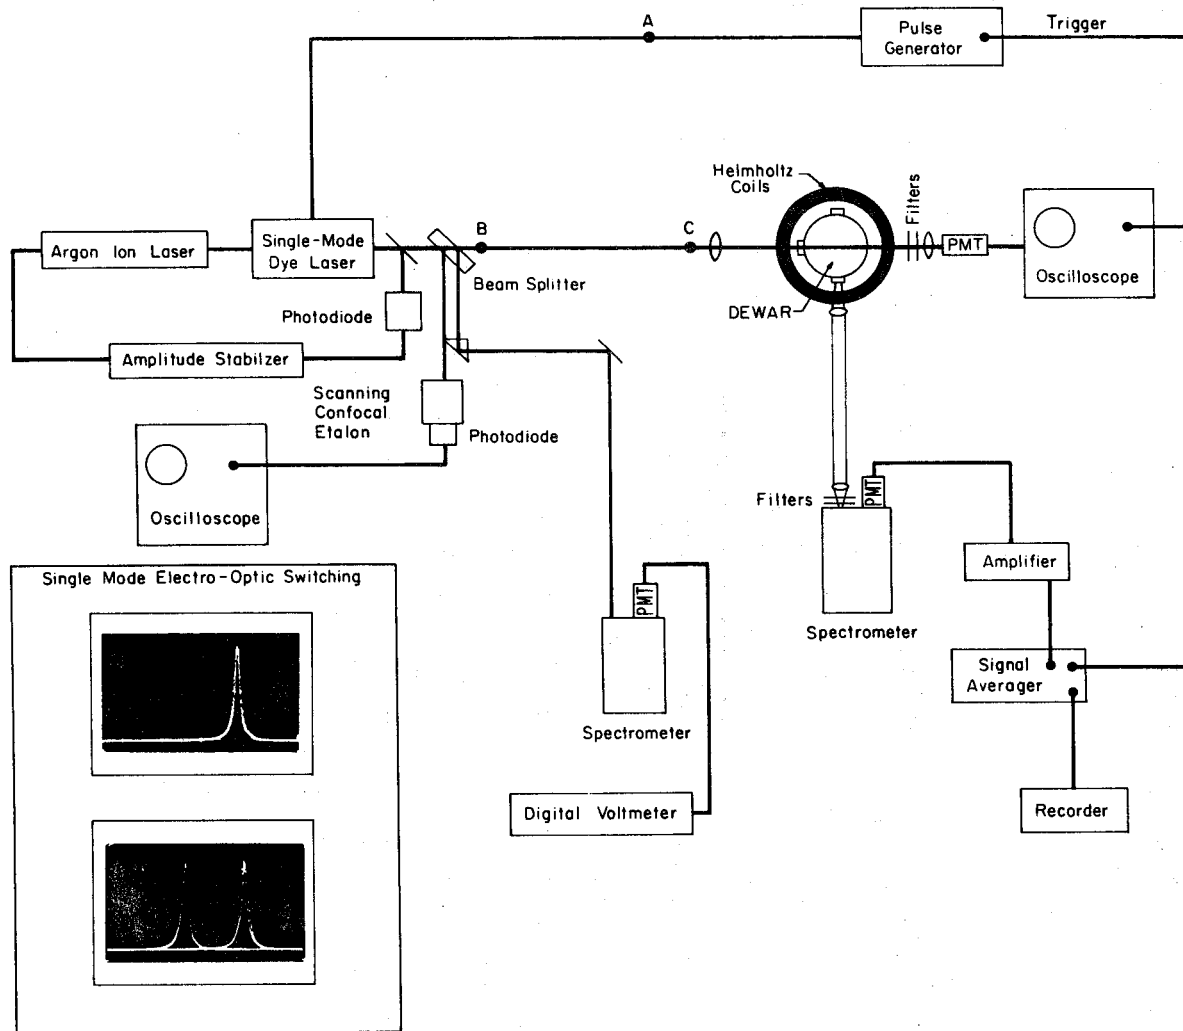 A
Pulse
Generator
Trigger
Helmholtz
Coils
Filters
B
C
Argon Ion Laser
Single-Mode
Dye Laser
PMT
Oscilloscope
Beam Splitter
DEWAR
Photodiode
Amplitude Stabilzer
Scanning
Confocal
Etalon
Photodiode
Oscilloscope
Filters
PMT
Amplifier
Single Mode Electro-Optic Switching
PMT
Spectrometer
Signal
Averager
Spectrometer
Digital Voltmeter
Recorder